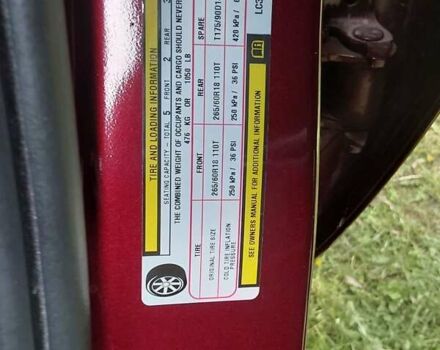 TIRE AND LOADING INFORMATION
SEATING CAPACITY - TOTAL 5 FRONT 2 REAR 3
THE COMBINED WEIGHT OF OCCUPANTS AND CARGO SHOULD NEVER
476 KG OR 1050 LB
TIRE FRONT REAR SPARE
ORIGINAL TIRE SIZE 265/60R18 110T 265/60R18 110T T175/90D1
COLD TIRE INFLATION PRESSURE 250 kPa / 36 PSI 250 kPa / 36 PSI 420 kPa /
SEE OWNERS MANUAL FOR ADDITIONAL INFORMATION
LC3